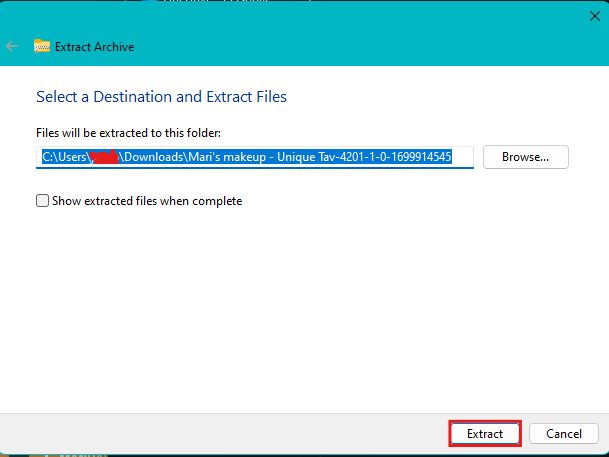 Extract Archive
Select a Destination and Extract Files
Files will be extracted to this folder:
C:\Users\ \Downloads\Mari's makeup - Unique Tav-4201-1-0-1699914545
Browse...
Show extracted files when complete
Extract
Cancel